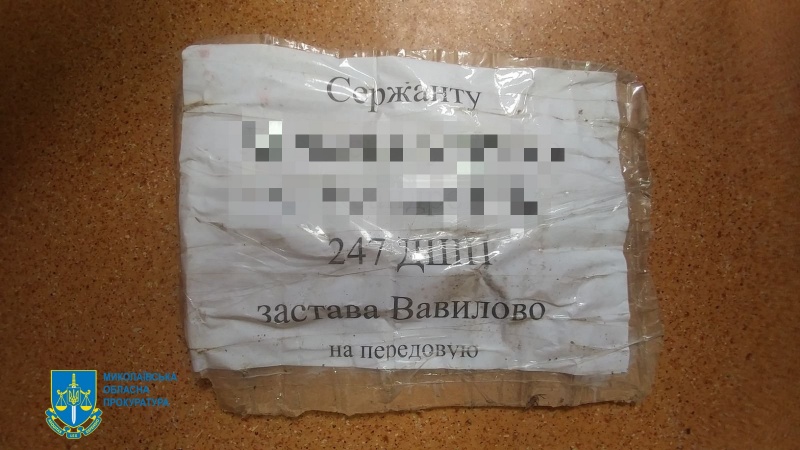 Сержанту
247 ДШП
застава Вавилово
на передовую
МИКОЛАЇВСЬКА
ОБЛАСНА
ПРОКУРАТУРА